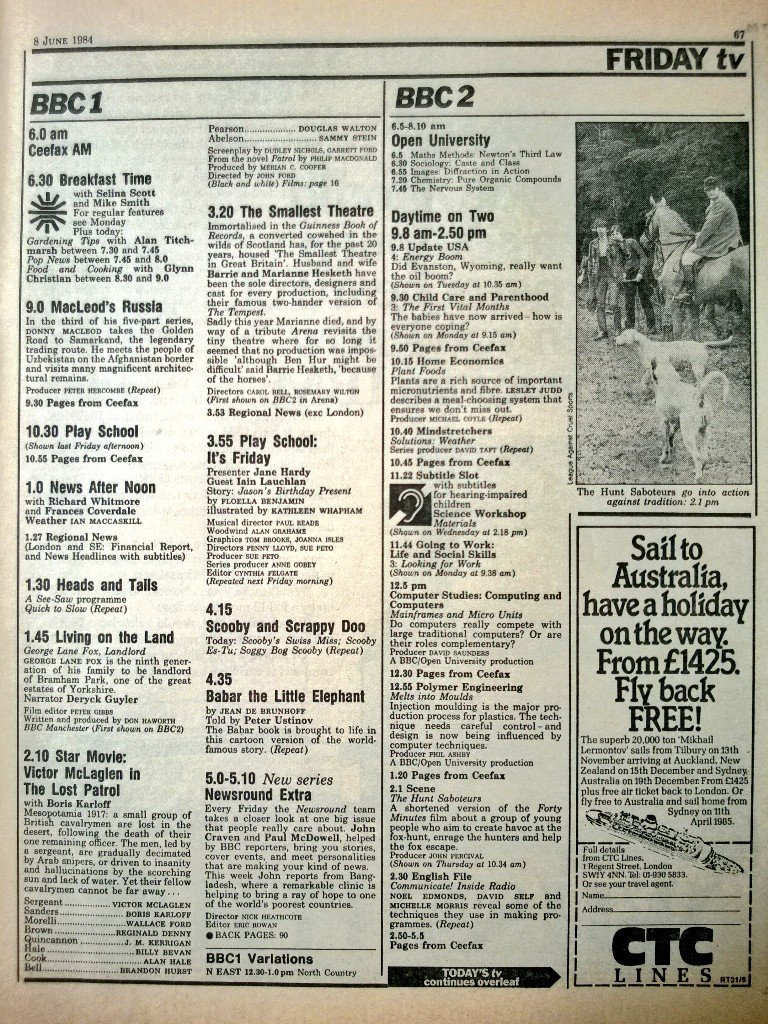 8 JUNE 1984
67
FRIDAY tv
BBC 1
6.0 am
Ceefax AM
6.30 Breakfast Time
with Selina Scott
and Mike Smith
For regular features
see Monday
Plus today:
Gardening Tips with Alan Titch-
marsh between 7.30 and 7.45
Pop News between 7.45 and 8.0
Food and Cooking with Glynn
Christian between 8.30 and 9.0
9.0 MacLeod's Russia
In the third of his five-part series,
DONNY MACLEOD takes the Golden
Road to Samarkand, the legendary
trading route. He meets the people of
Uzbekistan on the Afghanistan border
and visits many magnificent architec-
tural remains.
Producer PETER HERCOMBE (Repeat)
9.30 Pages from Ceefax
10.30 Play School
(Shown last Friday afternoon)
10.55 Pages from Ceefax
1.0 News After Noon
with Richard Whitmore
and Frances Coverdale
Weather IAN MACCASKILL
1.27 Regional News
(London and SE: Financial Report,
and News Headlines with subtitles)
1.30 Heads and Tails
A See-Saw programme
Quick to Slow (Repeat)
1.45 Living on the Land
George Lane Fox, Landlord
GEORGE LANE FOX is the ninth gener-
ation of his family to be landlord
of Bramham Park, one of the great
estates of Yorkshire.
Narrator Deryck Guyler
Film editor PETER GIBBS
Written and produced by DON HAWORTH
BBC Manchester (First shown on BBC2)
2.10 Star Movie:
Victor McLaglen in
The Lost Patrol
with Boris Karloff
Mesopotamia 1917: a small group of
British cavalrymen are lost in the
desert, following the death of their
one remaining officer. The men, led by
a sergeant, are gradually decimated
by Arab snipers, or driven to insanity
and hallucinations by the scorching
sun and lack of water. Yet their fellow
cavalrymen cannot be far away ...
Sergeant VICTOR MCLAGLEN
Sanders BORIS KARLOFF
Morelli WALLACE FORD
Brown REGINALD DENNY
Quincannon J. M. KERRIGAN
Hale BILLY BEVAN
Cook ALAN HALE
Bell BRANDON HURST
Pearson DOUGLAS WALTON
Abelson SAMMY STEIN
Screenplay by DUDLEY NICHOLS, GARRETT FORD
From the novel Patrol by PHILIP MACDONALD
Produced by MERIAN C. COOPER
Directed by JOHN FORD
(Black and white) Films: page 16
3.20 The Smallest Theatre
Immortalised in the Guinness Book of
Records, a converted cowshed in the
wilds of Scotland has, for the past 20
years, housed 'The Smallest Theatre
in Great Britain'. Husband and wife
Barrie and Marianne Hesketh have
been the sole directors, designers and
cast for every production, including
their famous two-hander version of
The Tempest.
Sadly this year Marianne died, and by
way of a tribute Arena revisits the
tiny theatre where for so long it
seemed that no production was impos-
sible 'although Ben Hur might be
difficult' said Barrie Hesketh, 'because
of the horses'.
Directors CAROL BELL, ROSEMARY WILTON
(First shown on BBC2 in Arena)
3.53 Regional News (exc London)
3.55 Play School:
It's Friday
Presenter Jane Hardy
Guest Iain Lauchlan
Story: Jason's Birthday Present
by FLOELLA BENJAMIN
illustrated by KATHLEEN WHAPHAM
Musical director PAUL READE
Woodwind ALAN GRAHAME
Graphics TOM BROOKS, JOANNA ISLES
Directors PENNY LLOYD, SUE PETO
Producer SUE PETO
Series producer ANNE GOBEY
Editor CYNTHIA FELGATE
(Repeated next Friday morning)
4.15
Scooby and Scrappy Doo
Today: Scooby's Swiss Miss; Scooby
Es-Tu; Soggy Bog Scooby (Repeat)
4.35
Babar the Little Elephant
by JEAN DE BRUNHOFF
Told by Peter Ustinov
The Babar book is brought to life in
this cartoon version of the world-
famous story. (Repeat)
5.0-5.10 New series
Newsround Extra
Every Friday the Newsround team
takes a closer look at one big issue
that people really care about. John
Craven and Paul McDowell, helped
by BBC reporters, bring you stories,
cover events, and meet personalities
that are making your kind of news.
This week John reports from Bang-
ladesh, where a remarkable clinic is
helping to bring a ray of hope to one
of the world's poorest countries.
Director NICK HEATHCOTE
Editor ERIC ROWAN
● BACK PAGES: 90
BBC1 Variations
N EAST 12.30-1.0 pm North Country
BBC 2
6.5-8.10 am
Open University
6.5 Maths Methods: Newton's Third Law
6.30 Sociology: Caste and Class
6.55 Images: Diffraction in Action
7.20 Chemistry: Pure Organic Compounds
7.45 The Nervous System
Daytime on Two
9.8 am-2.50 pm
9.8 Update USA
4: Energy Boom
Did Evanston, Wyoming, really want
the oil boom?
(Shown on Tuesday at 10.35 am)
9.30 Child Care and Parenthood
3: The First Vital Months
The babies have now arrived – how is
everyone coping?
(Shown on Monday at 9.15 am)
9.50 Pages from Ceefax
10.15 Home Economics
Plant Foods
Plants are a rich source of important
micronutrients and fibre. LESLEY JUDD
describes a meal-choosing system that
ensures we don't miss out.
Producer MICHAEL COYLE (Repeat)
10.40 Mindstretchers
Solutions: Weather
Series producer DAVID TAFT (Repeat)
10.45 Pages from Ceefax
11.22 Subtitle Slot
with subtitles
for hearing-impaired
children
Science Workshop
Materials
(Shown on Wednesday at 2.18 pm)
11.44 Going to Work:
Life and Social Skills
3: Looking for Work
(Shown on Monday at 9.38 am)
12.5 pm
Computer Studies: Computing and
Computers
Mainframes and Micro Units
Do computers really compete with
large traditional computers? Or are
their roles complementary?
Producer DAVID SAUNDERS
A BBC/Open University production
12.30 Pages from Ceefax
12.55 Polymer Engineering
Melts into Moulds
Injection moulding is the major pro-
duction process for plastics. The tech-
nique needs careful control – and
design is now being influenced by
computer techniques.
Producer PHIL ASHBY
A BBC/Open University production
1.20 Pages from Ceefax
2.1 Scene
The Hunt Saboteurs
A shortened version of the Forty
Minutes film about a group of young
people who aim to create havoc at the
fox-hunt, enrage the hunters and help
the fox escape.
Producer JOHN PERCIVAL
(Shown on Thursday at 10.34 am)
2.30 English File
Communicate! Inside Radio
NOEL EDMONDS, DAVID SELF and
MICHELLE MORRIS reveal some of the
techniques they use in making pro-
grammes. (Repeat)
2.50-5.5
Pages from Ceefax
TODAY'S tv
continues overleaf
League Against Cruel Sports
The Hunt Saboteurs go into action
against tradition: 2.1 pm
Sail to
Australia,
have a holiday
on the way.
From £1425.
Fly back
FREE!
The superb 20,000 ton 'Mikhail
Lermontov' sails from Tilbury on 13th
November arriving at Auckland, New
Zealand on 15th December and Sydney,
Australia on 19th December From £1425
plus free air ticket back to London. Or
fly free to Australia and sail home from
Sydney on 11th
April 1985.
Full details
from CTC Lines,
1 Regent Street, London
SW1Y 4NN. Tel: 01-930 5833.
Or see your travel agent.
Name
Address
CTC
LINES
RT31/5